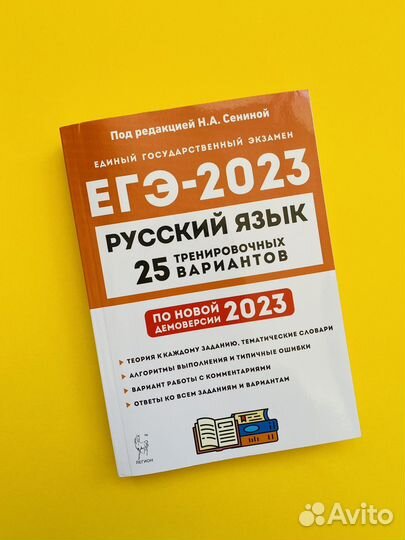 Под редакцией Н.А. Сениной
ЕДИНЫЙ ГОСУДАРСТВЕННЫЙ ЭКЗАМЕН
ЕГЭ-2023
РУССКИЙ ЯЗЫК
25 ТРЕНИРОВОЧНЫХ
ВАРИАНТОВ
ПО НОВОЙ
ДЕМОВЕРСИИ 2023
ТЕОРИЯ К КАЖДОМУ ЗАДАНИЮ, ТЕМАТИЧЕСКИЕ СЛОВАРИ
АЛГОРИТМЫ ВЫПОЛНЕНИЯ И ТИПИЧНЫЕ ОШИБКИ
ВАРИАНТ РАБОТЫ С КОММЕНТАРИЯМИ
ОТВЕТЫ КО ВСЕМ ЗАДАНИЯМ И ВАРИАНТАМ
ЛЕГИОН
Avito